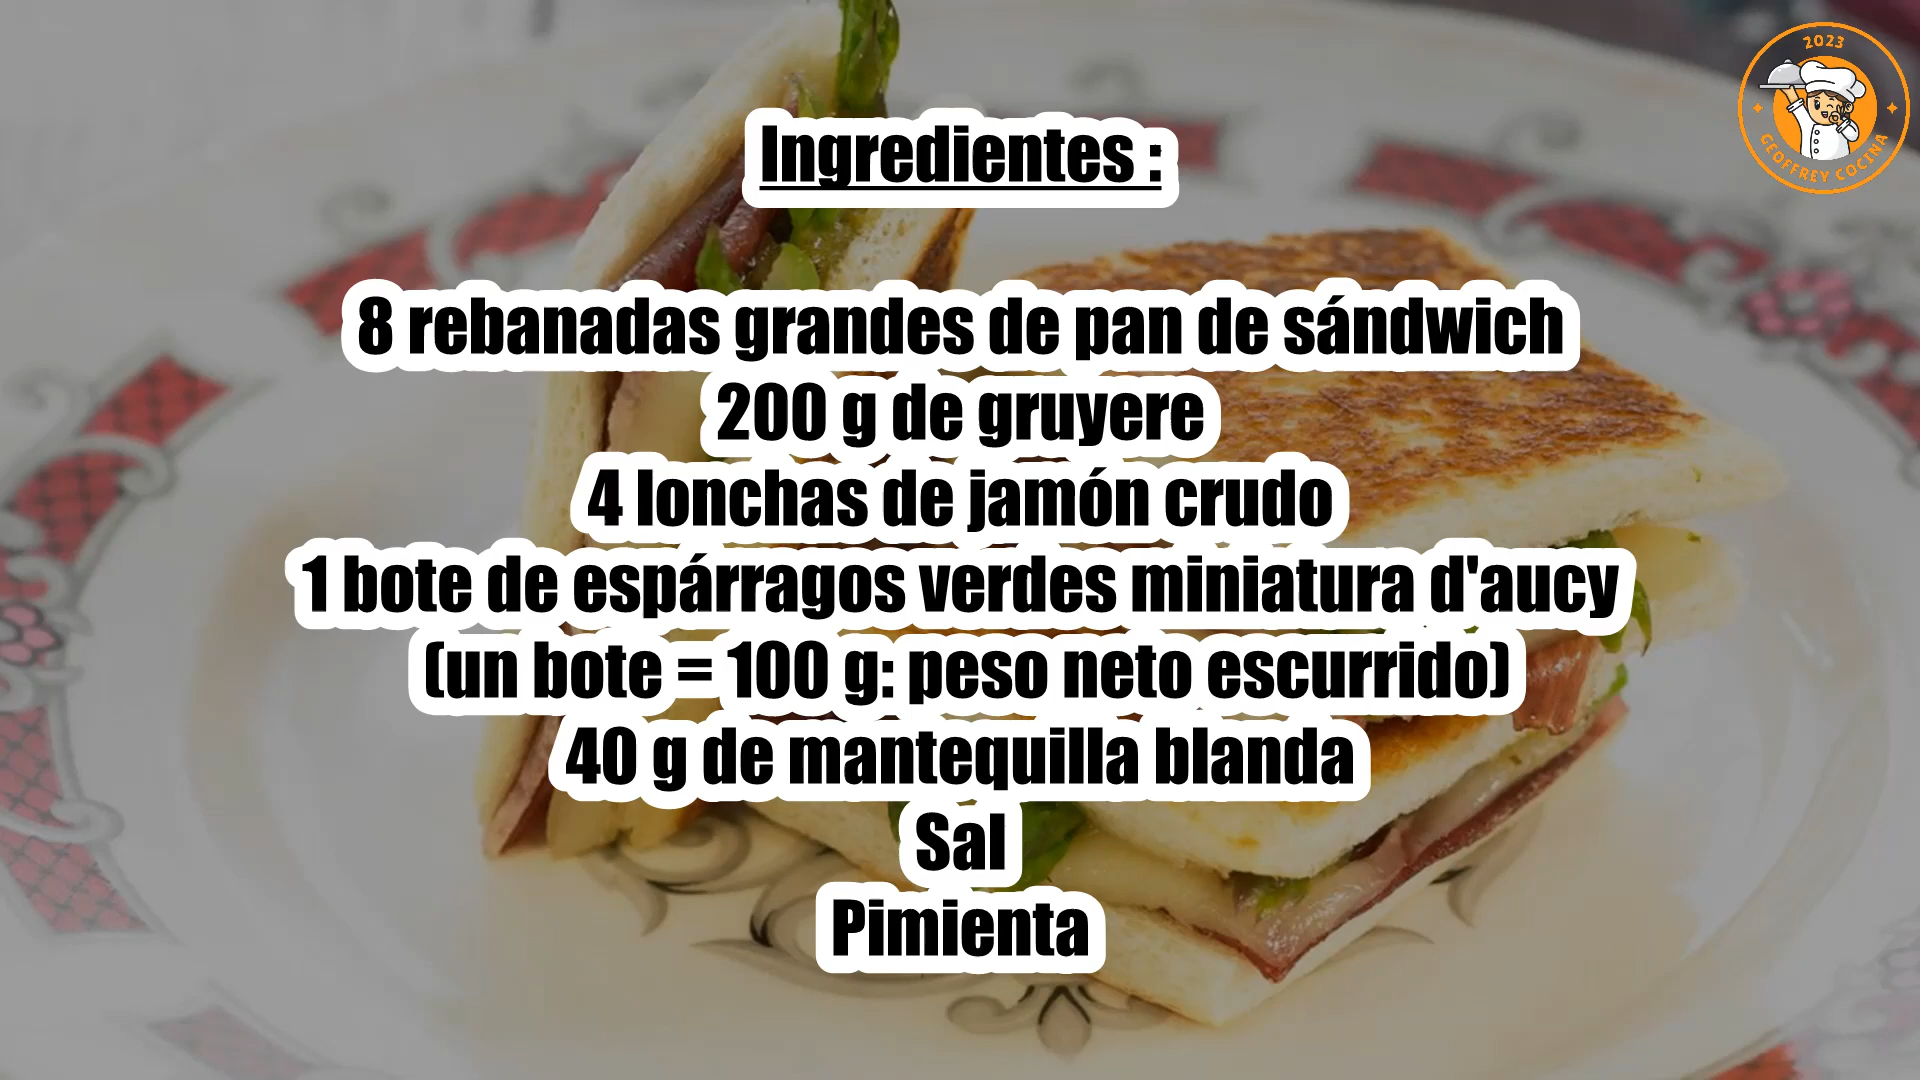 2023
GEOFFREY COCINA
Ingredientes :
8 rebanadas grandes de pan de sándwich
200 g de gruyere
4 lonchas de jamón crudo
1 bote de espárragos verdes miniatura d'aucy
(un bote = 100 g: peso neto escurrido)
40 g de mantequilla blanda
Sal
Pimienta